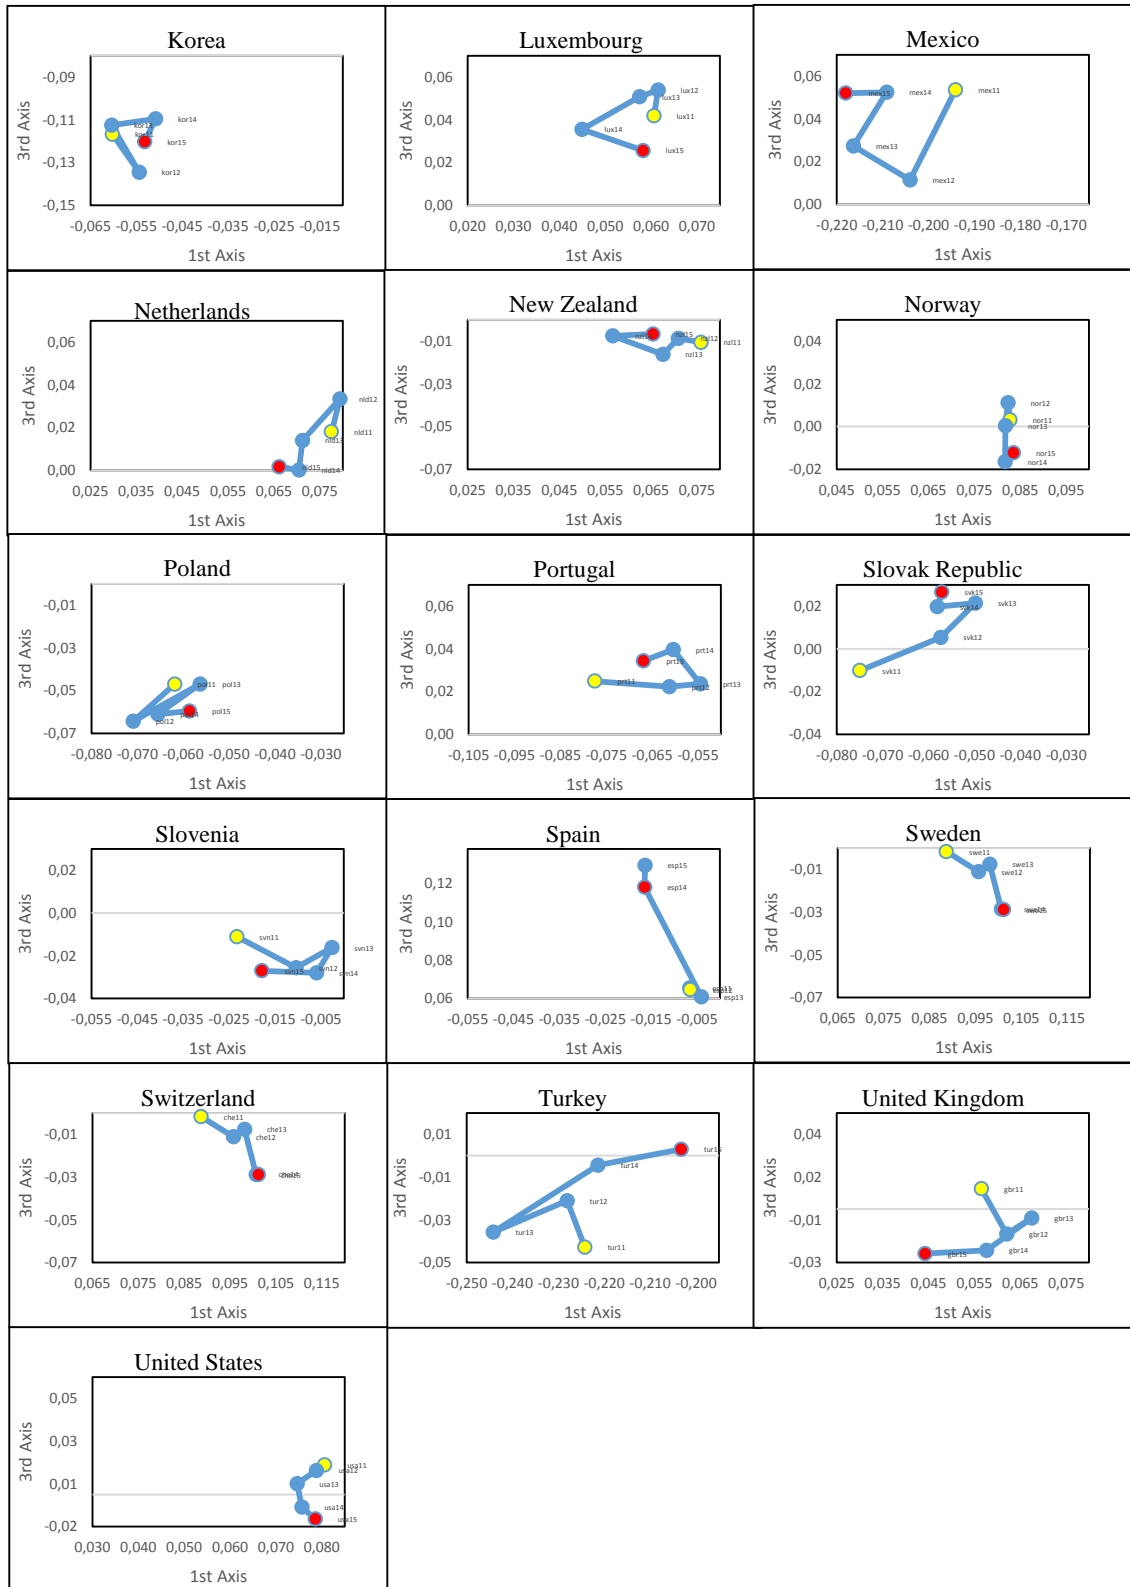 Korea
-0,09
-0,11
-0,13
-0,15
3rd Axis
kor14
kor13
kor11
kor15
kor12
-0,065 -0,055 -0,045 -0,035 -0,025 -0,015
1st Axis
Luxembourg
0,06
0,04
0,02
0,00
3rd Axis
lux12
lux13
lux11
lux14
lux15
0,020 0,030 0,040 0,050 0,060 0,070
1st Axis
Mexico
0,06
0,04
0,02
0,00
3rd Axis
mex15
mex14
mex11
mex13
mex12
-0,220 -0,210 -0,200 -0,190 -0,180 -0,170
1st Axis
Netherlands
0,06
0,04
0,02
0,00
3rd Axis
nld12
nld11
nld13
nld15
nld14
0,025 0,035 0,045 0,055 0,065 0,075
1st Axis
New Zealand
-0,01
-0,03
-0,05
-0,07
3rd Axis
nzl15
nzl12
nzl11
nzl13
0,025 0,035 0,045 0,055 0,065 0,075
1st Axis
Norway
0,04
0,02
0,00
-0,02
3rd Axis
nor12
nor11
nor13
nor15
nor14
0,045 0,055 0,065 0,075 0,085 0,095
1st Axis
Poland
-0,01
-0,03
-0,05
-0,07
3rd Axis
pol11
pol13
pol15
pol12
-0,080 -0,070 -0,060 -0,050 -0,040 -0,030
1st Axis
Portugal
0,06
0,04
0,02
0,00
3rd Axis
prt14
prt15
prt11
prt12
prt13
-0,105 -0,095 -0,085 -0,075 -0,065 -0,055
1st Axis
Slovak Republic
0,02
0,00
-0,02
-0,04
3rd Axis
svk15
svk14
svk13
svk12
svk11
-0,080 -0,070 -0,060 -0,050 -0,040 -0,030
1st Axis
Slovenia
0,02
0,00
-0,02
-0,04
3rd Axis
svn11
svn13
svn12
svn15
svn14
-0,055 -0,045 -0,035 -0,025 -0,015 -0,005
1st Axis
Spain
0,12
0,10
0,08
0,06
3rd Axis
esp15
esp14
esp11
esp12
esp13
-0,055 -0,045 -0,035 -0,025 -0,015 -0,005
1st Axis
Sweden
-0,01
-0,03
-0,05
-0,07
3rd Axis
swe11
swe13
swe12
swe14
swe15
0,065 0,075 0,085 0,095 0,105 0,115
1st Axis
Switzerland
-0,01
-0,03
-0,05
-0,07
3rd Axis
che11
che13
che12
che14
che15
0,065 0,075 0,085 0,095 0,105 0,115
1st Axis
Turkey
0,01
-0,01
-0,03
-0,05
3rd Axis
tur15
tur14
tur12
tur13
tur11
-0,250 -0,240 -0,230 -0,220 -0,210 -0,200
1st Axis
United Kingdom
0,04
0,02
-0,01
-0,03
3rd Axis
gbr11
gbr13
gbr12
gbr14
gbr15
0,025 0,035 0,045 0,055 0,065 0,075
1st Axis
United States
0,05
0,03
0,01
-0,02
3rd Axis
usa11
usa12
usa13
usa14
usa15
0,030 0,040 0,050 0,060 0,070 0,080
1st Axis